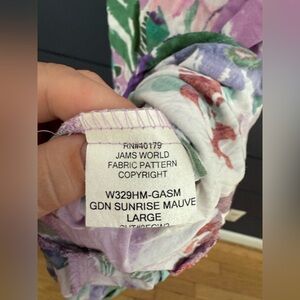 RN#40179
JAMS WORLD
FABRIC PATTERN
COPYRIGHT
W329HM-GASM
GDN SUNRISE MAUVE
LARGE